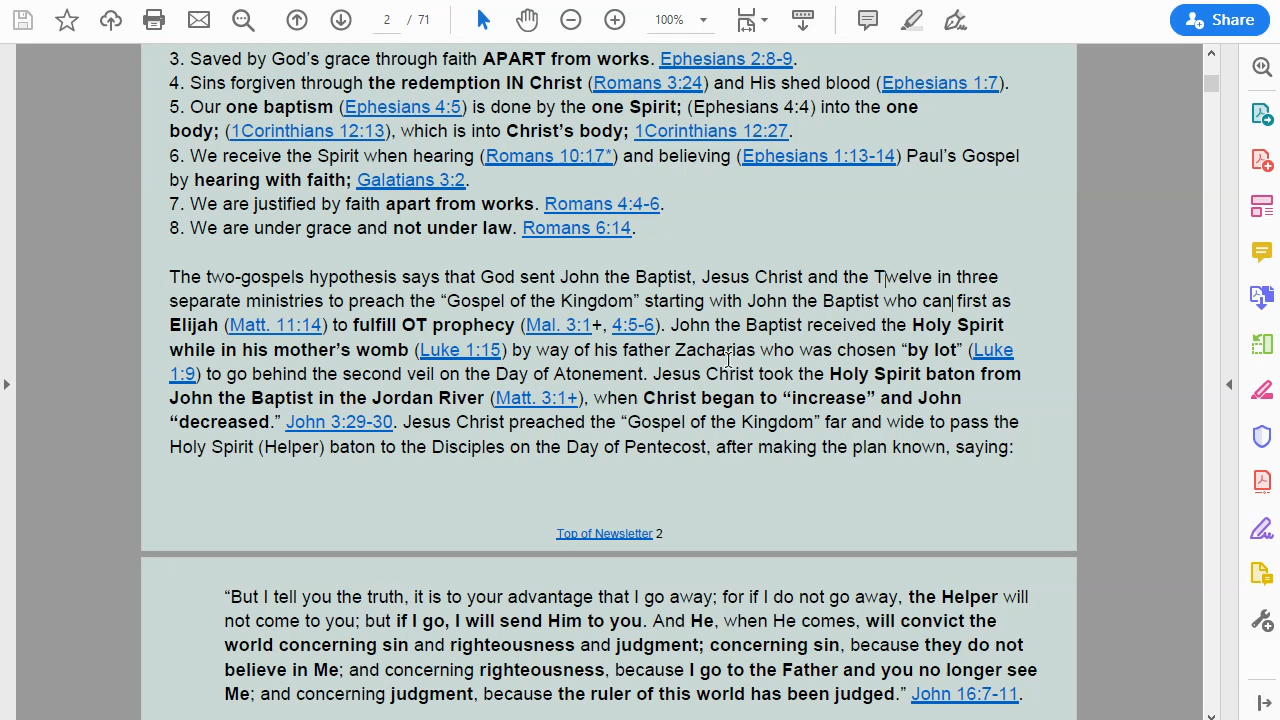 2 / 71
100%
Share
3. Saved by God's grace through faith APART from works. Ephesians 2:8-9.
4. Sins forgiven through the redemption IN Christ (Romans 3:24) and His shed blood (Ephesians 1:7).
5. Our one baptism (Ephesians 4:5) is done by the one Spirit; (Ephesians 4:4) into the one
body; (1Corinthians 12:13), which is into Christ's body; 1Corinthians 12:27.
6. We receive the Spirit when hearing (Romans 10:17*) and believing (Ephesians 1:13-14) Paul's Gospel
by hearing with faith; Galatians 3:2.
7. We are justified by faith apart from works. Romans 4:4-6.
8. We are under grace and not under law. Romans 6:14.
The two-gospels hypothesis says that God sent John the Baptist, Jesus Christ and the Twelve in three
separate ministries to preach the “Gospel of the Kingdom” starting with John the Baptist who can first as
Elijah (Matt. 11:14) to fulfill OT prophecy (Mal. 3:1+, 4:5-6). John the Baptist received the Holy Spirit
while in his mother's womb (Luke 1:15) by way of his father Zacharias who was chosen “by lot” (Luke
1:9) to go behind the second veil on the Day of Atonement. Jesus Christ took the Holy Spirit baton from
John the Baptist in the Jordan River (Matt. 3:1+), when Christ began to “increase” and John
“decreased.” John 3:29-30. Jesus Christ preached the “Gospel of the Kingdom” far and wide to pass the
Holy Spirit (Helper) baton to the Disciples on the Day of Pentecost, after making the plan known, saying:
Top of Newsletter 2
“But I tell you the truth, it is to your advantage that I go away; for if I do not go away, the Helper will
not come to you; but if I go, I will send Him to you. And He, when He comes, will convict the
world concerning sin and righteousness and judgment; concerning sin, because they do not
believe in Me; and concerning righteousness, because I go to the Father and you no longer see
Me; and concerning judgment, because the ruler of this world has been judged.” John 16:7-11.